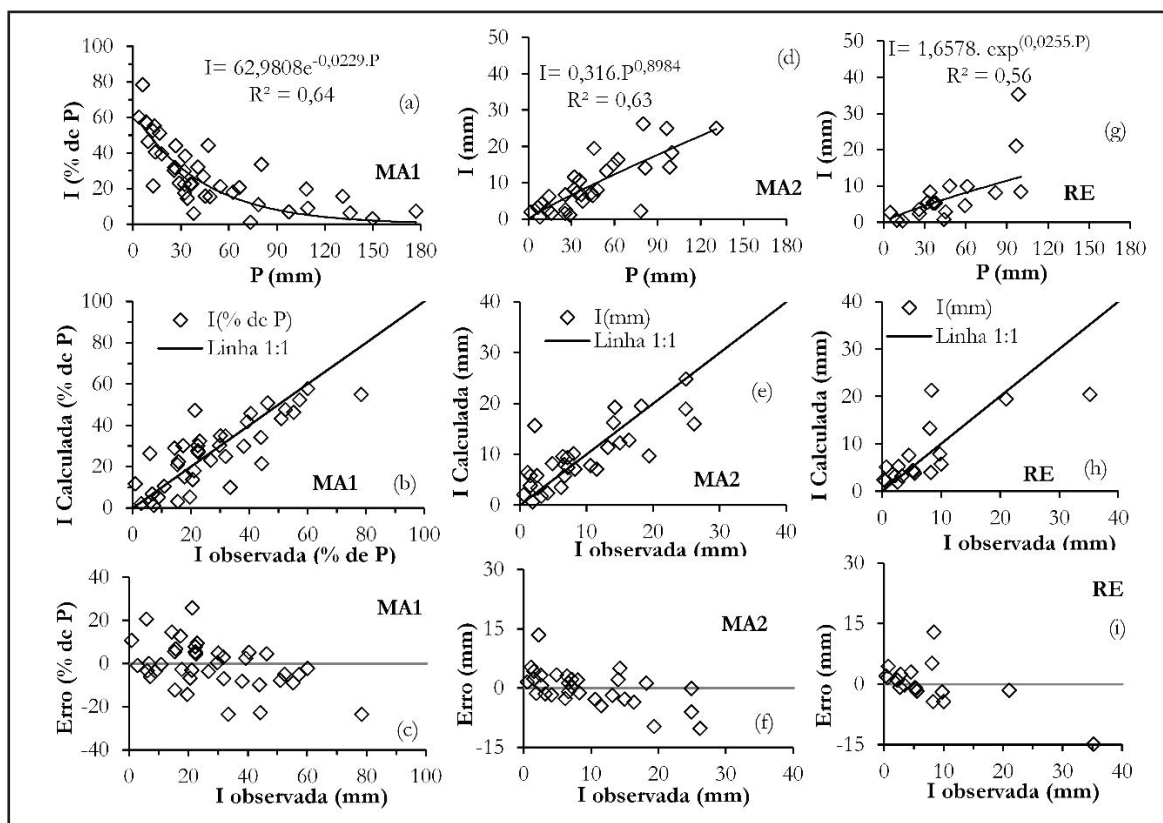 I= 62,9808e^-0,0229.P
R² = 0,64
(a)
MA1
I (% de P)
100
80
60
40
20
0
0 30 60 90 120 150 180
P (mm)
I= 0,316.P^0,8984
R² = 0,63
(d)
MA2
I (mm)
50
40
30
20
10
0
0 30 60 90 120 150 180
P (mm)
I= 1,6578. exp^(0,0255.P)
R² = 0,56
(g)
RE
I (mm)
50
40
30
20
10
0
0 30 60 90 120 150 180
P (mm)
I(% de P)
Linha 1:1
(b)
MA1
I Calculada (% de P)
100
80
60
40
20
0
0 20 40 60 80 100
I observada (% de P)
I(mm)
Linha 1:1
(e)
MA2
I Calculada (mm)
40
30
20
10
0
0 10 20 30 40
I observada (mm)
I(mm)
Linha 1:1
(h)
RE
I Calculada (mm)
40
30
20
10
0
0 10 20 30 40
I observada (mm)
MA1
(c)
Erro (% de P)
40
20
0
-20
-40
0 20 40 60 80 100
I observada (mm)
MA2
(f)
Erro (mm)
30
15
0
-15
0 10 20 30 40
I observada (mm)
RE
(i)
Erro (mm)
30
15
0
-15
0 10 20 30 40
I observada (mm)